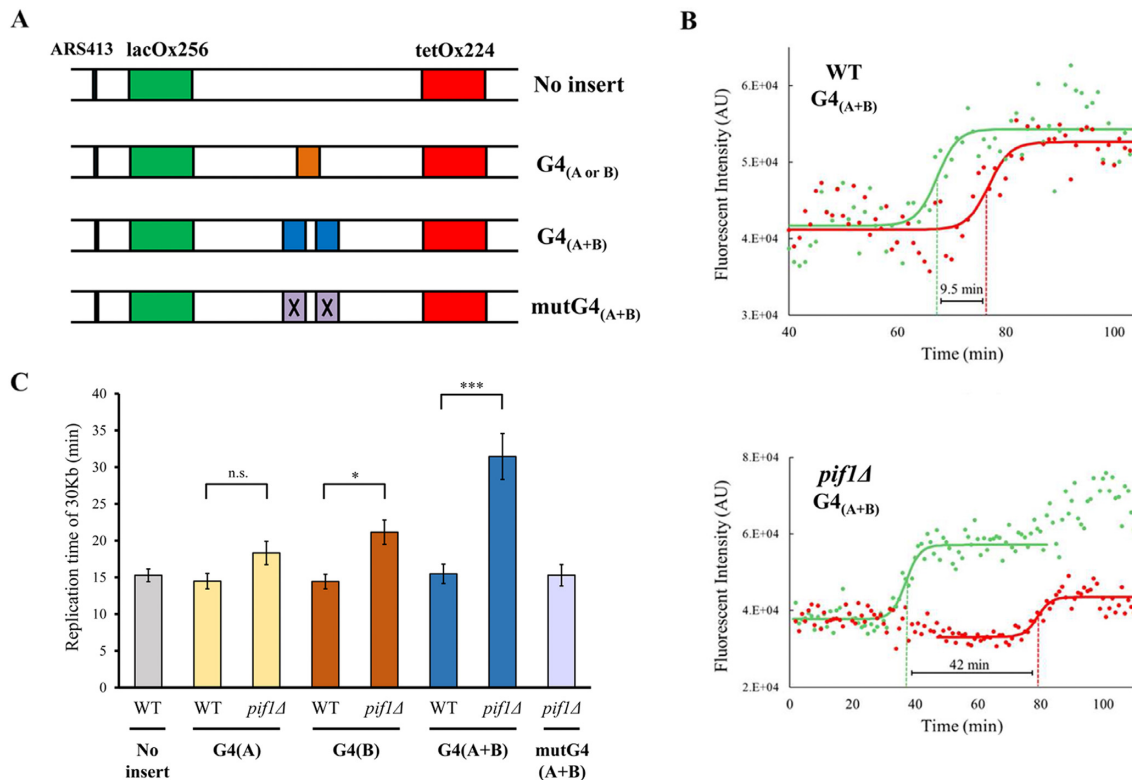 A
ARS413 lacOx256 tetOx224
No insert
G4(A or B)
G4(A+B)
X X
mutG4(A+B)
B
WT
G4(A+B)
Fluorescent Intensity (AU)
6.E+04
5.E+04
4.E+04
3.E+04
9.5 min
40 60 80 100
Time (min)
pif1Δ
G4(A+B)
Fluorescent Intensity (AU)
8.E+04
6.E+04
4.E+04
2.E+04
42 min
0 20 40 60 80 100
Time (min)
C
Replication time of 30Kb (min)
40
35
30
25
20
15
10
5
0
n.s.
*
***
WT WT pif1Δ WT pif1Δ WT pif1Δ pif1Δ
No insert
G4(A)
G4(B)
G4(A+B)
mutG4
(A+B)